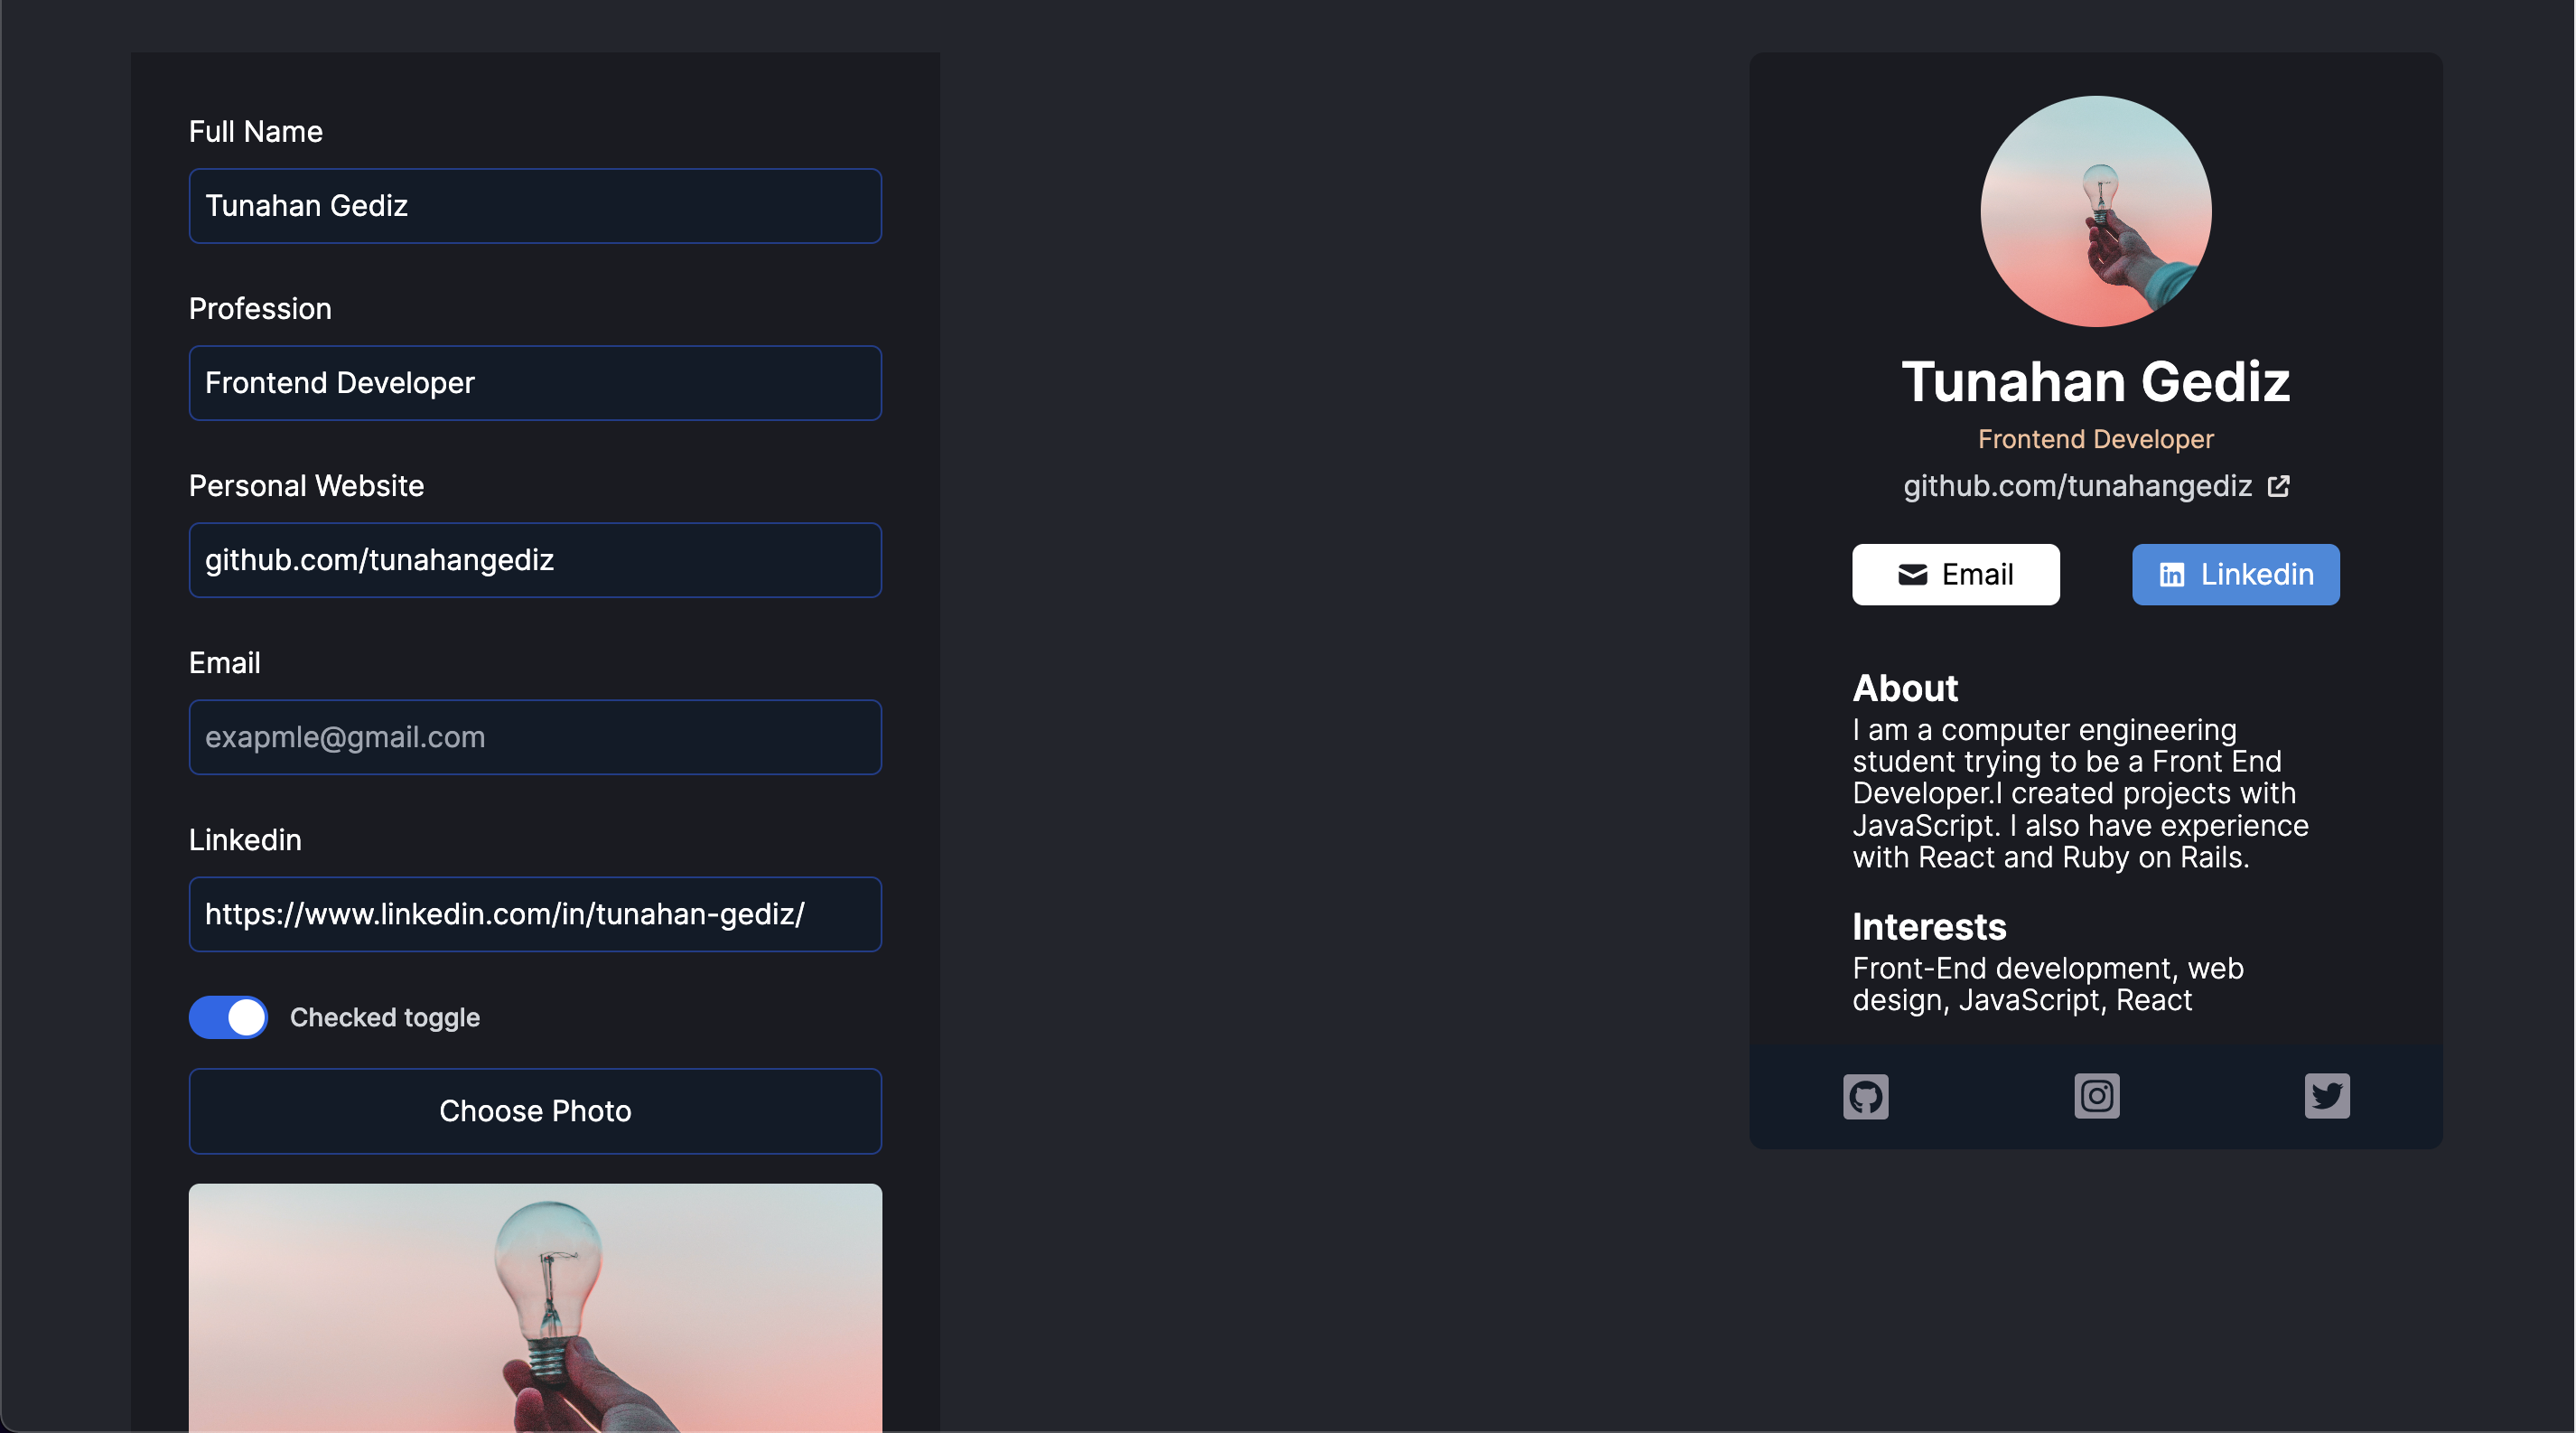 Full Name
Tunahan Gediz
Profession
Frontend Developer
Personal Website
github.com/tunahangediz
Email
exapmle@gmail.com
Linkedin
https://www.linkedin.com/in/tunahan-gediz/
Checked toggle
Choose Photo
Tunahan Gediz
Frontend Developer
github.com/tunahangediz
Email
Linkedin
About
I am a computer engineering
student trying to be a Front End
Developer.I created projects with
JavaScript. I also have experience
with React and Ruby on Rails.
Interests
Front-End development, web
design, JavaScript, React